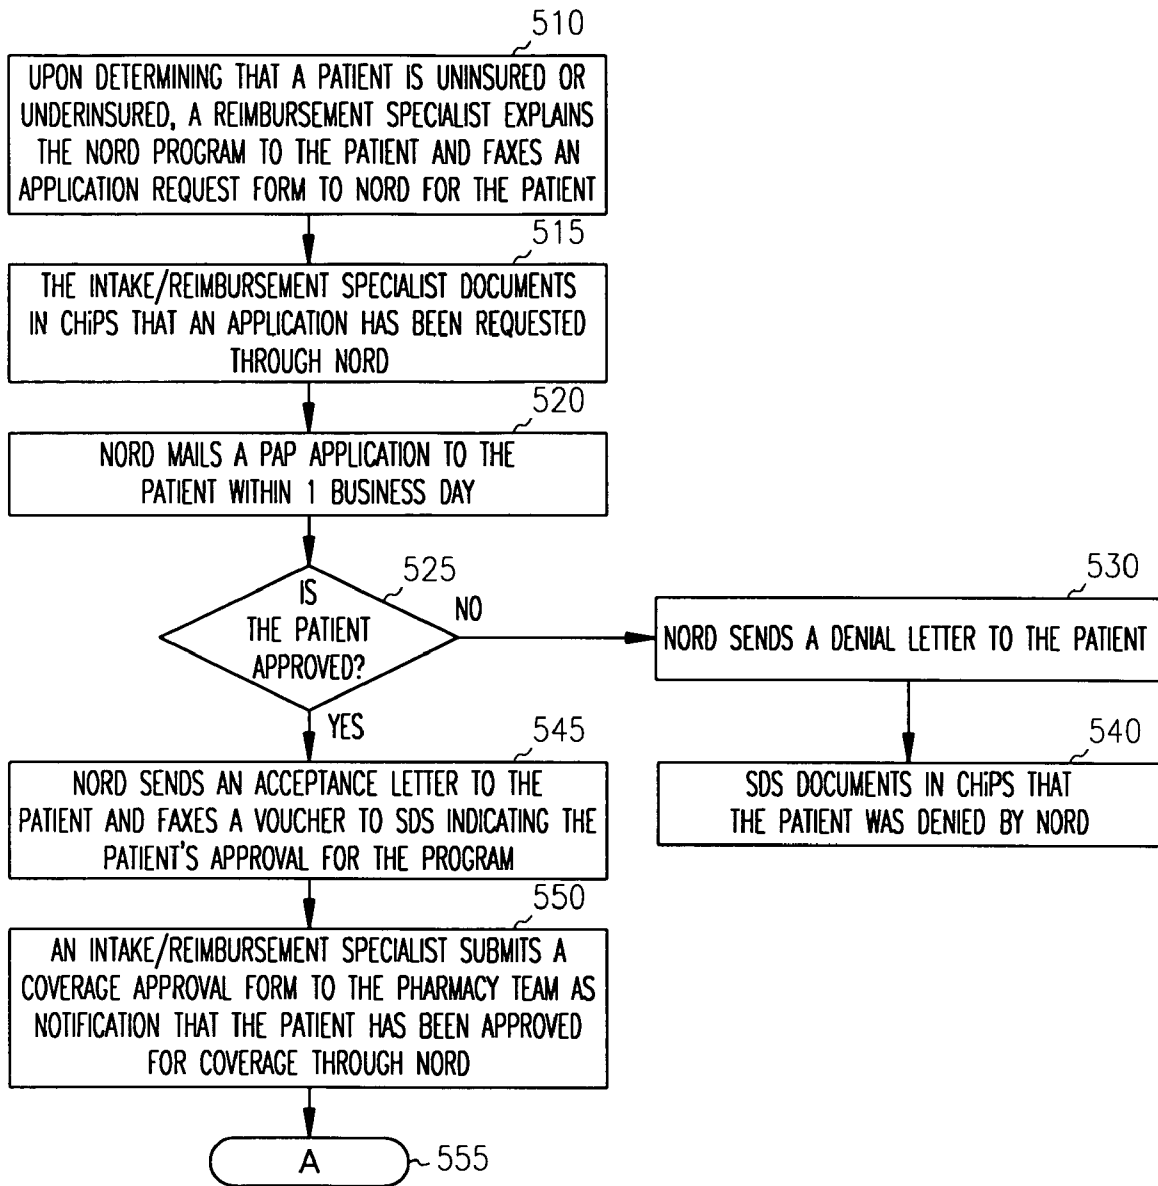 510
UPON DETERMINING THAT A PATIENT IS UNINSURED OR
UNDERINSURED, A REIMBURSEMENT SPECIALIST EXPLAINS
THE NORD PROGRAM TO THE PATIENT AND FAXES AN
APPLICATION REQUEST FORM TO NORD FOR THE PATIENT
515
THE INTAKE/REIMBURSEMENT SPECIALIST DOCUMENTS
IN CHiPS THAT AN APPLICATION HAS BEEN REQUESTED
THROUGH NORD
520
NORD MAILS A PAP APPLICATION TO THE
PATIENT WITHIN 1 BUSINESS DAY
525
IS
THE PATIENT
APPROVED?
NO
530
NORD SENDS A DENIAL LETTER TO THE PATIENT
540
SDS DOCUMENTS IN CHiPS THAT
THE PATIENT WAS DENIED BY NORD
YES
545
NORD SENDS AN ACCEPTANCE LETTER TO THE
PATIENT AND FAXES A VOUCHER TO SDS INDICATING THE
PATIENT'S APPROVAL FOR THE PROGRAM
550
AN INTAKE/REIMBURSEMENT SPECIALIST SUBMITS A
COVERAGE APPROVAL FORM TO THE PHARMACY TEAM AS
NOTIFICATION THAT THE PATIENT HAS BEEN APPROVED
FOR COVERAGE THROUGH NORD
A
555